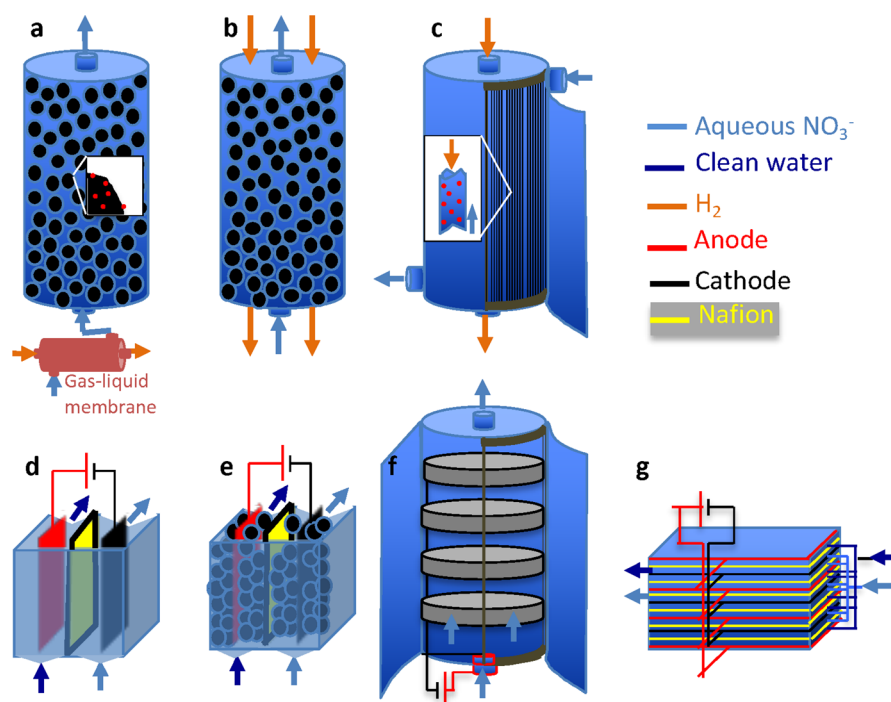 a
b
c
Aqueous NO₃⁻
Clean water
H₂
Anode
Cathode
Nafion
Gas-liquid
membrane
d
e
f
g